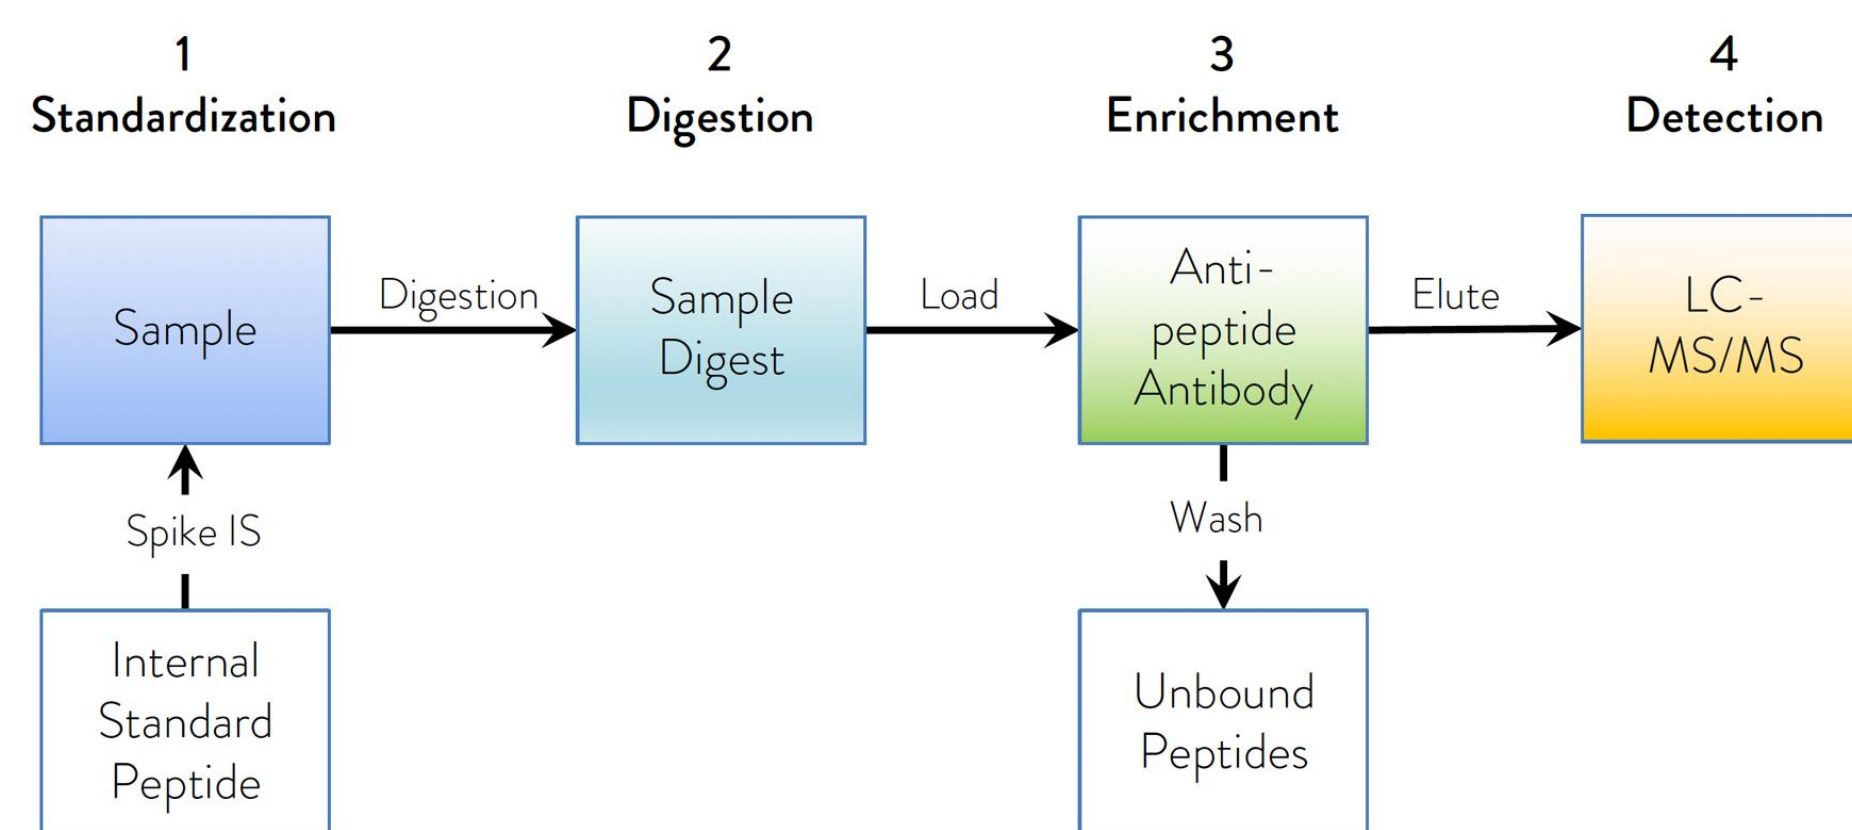 1
Standardization
2
Digestion
3
Enrichment
4
Detection
Sample
Digestion
Sample
Digest
Load
Anti-
peptide
Antibody
Elute
LC-
MS/MS
Spike IS
Wash
Internal
Standard
Peptide
Unbound
Peptides